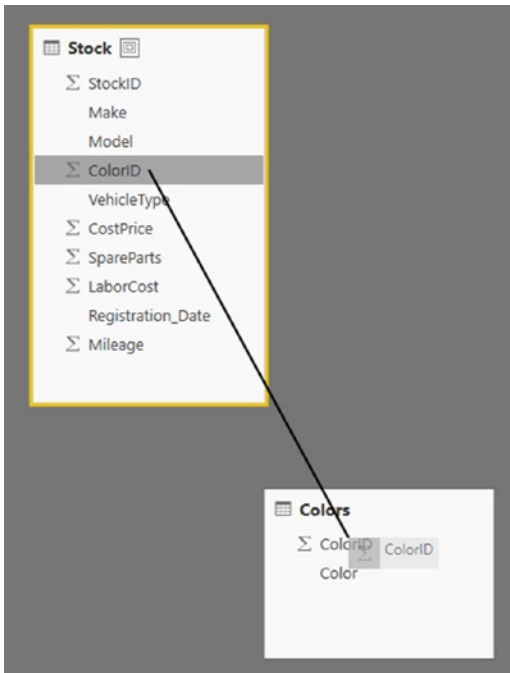 Stock
Σ StockID
Make
Model
Σ ColorID
VehicleType
Σ CostPrice
Σ SpareParts
Σ LaborCost
Registration_Date
Σ Mileage
Colors
Σ ColorID
Σ ColorID
Color